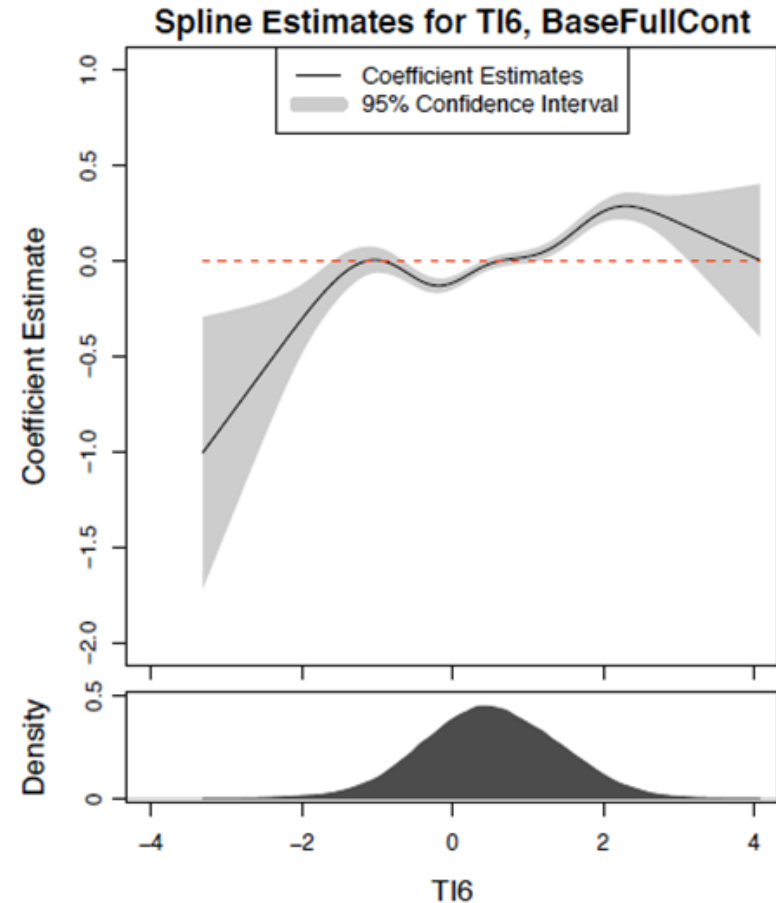 Spline Estimates for TI6, BaseFullCont
Coefficient Estimates
95% Confidence Interval
Coefficient Estimate
1.0
0.5
0.0
−0.5
−1.0
−1.5
−2.0
Density
0.5
0
−4
−2
0
2
4
TI6